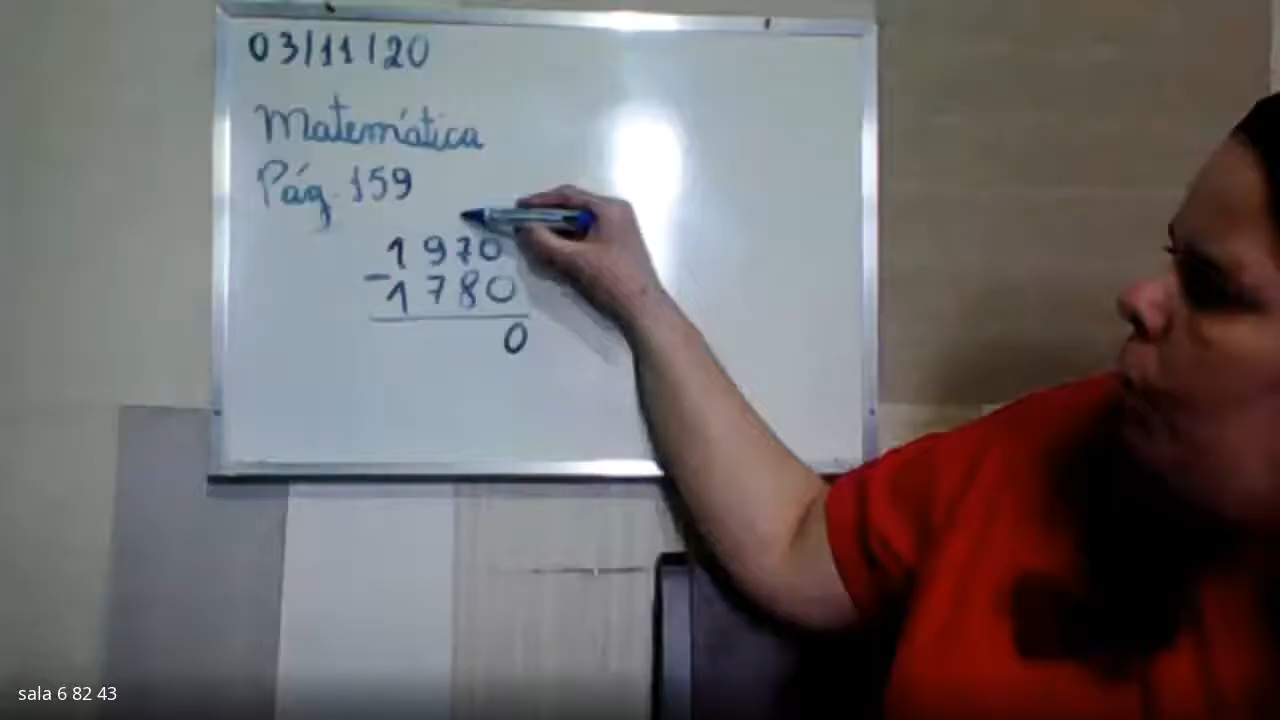 03/11/20
Matemática
Pág. 159
1970
- 1780
0
sala 6 82 43